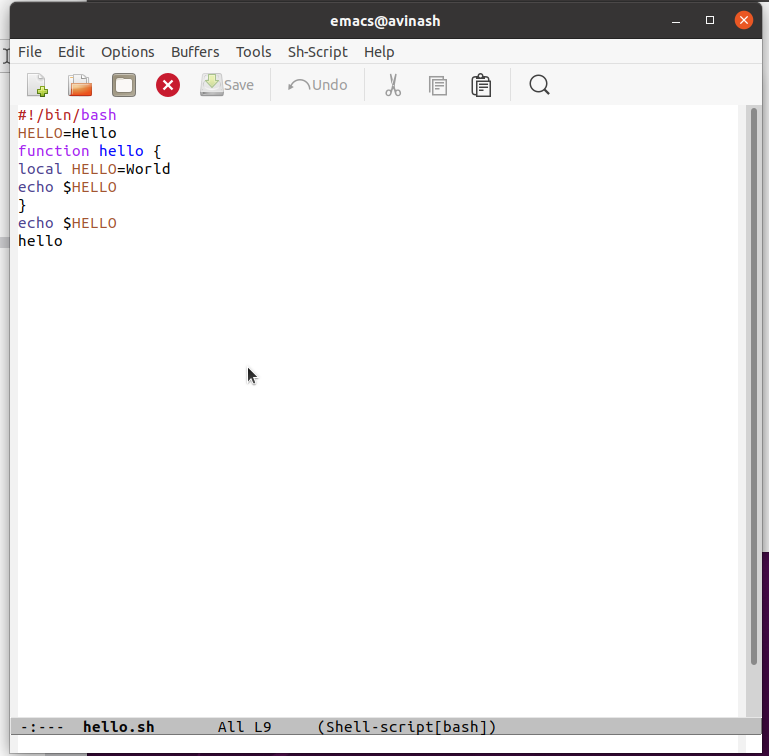 emacs@avinash
File Edit Options Buffers Tools Sh-Script Help
Save Undo
#!/bin/bash
HELLO=Hello
function hello {
local HELLO=World
echo $HELLO
}
echo $HELLO
hello
-:--- hello.sh All L9 (Shell-script[bash])